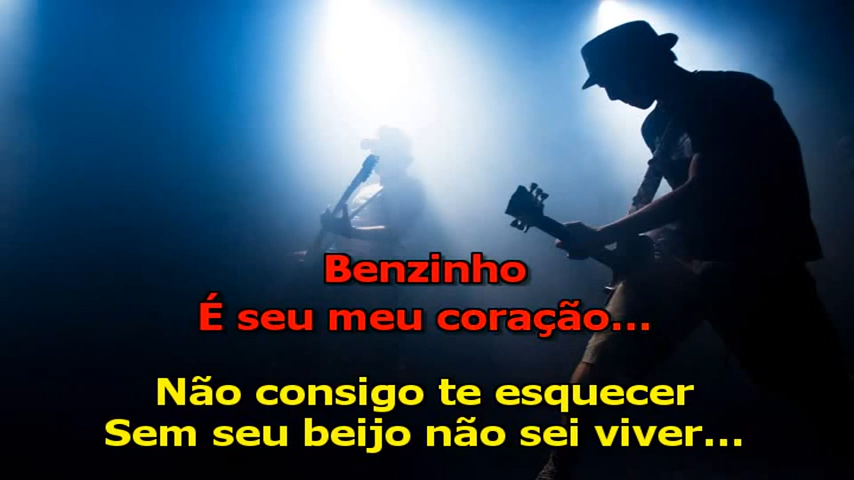 Benzinho
É seu meu coração...
Não consigo te esquecer
Sem seu beijo não sei viver...